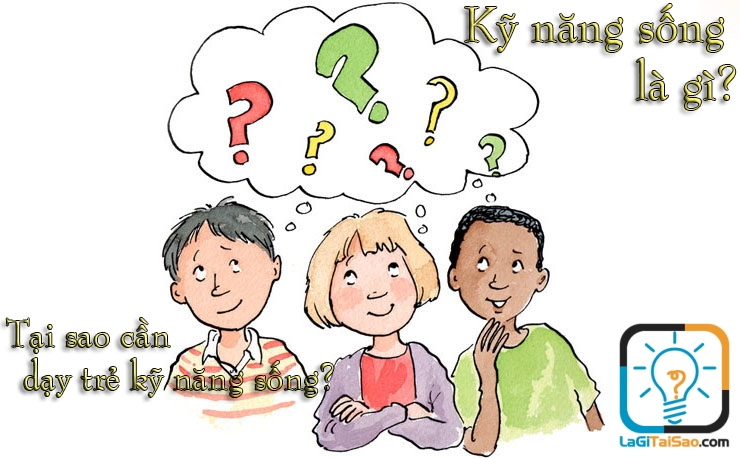 Kỹ năng sống
là gì?
? ? ? ? ? ?
Tại sao cần
dạy trẻ kỹ năng sống?
?
LaGiTaiSao.com